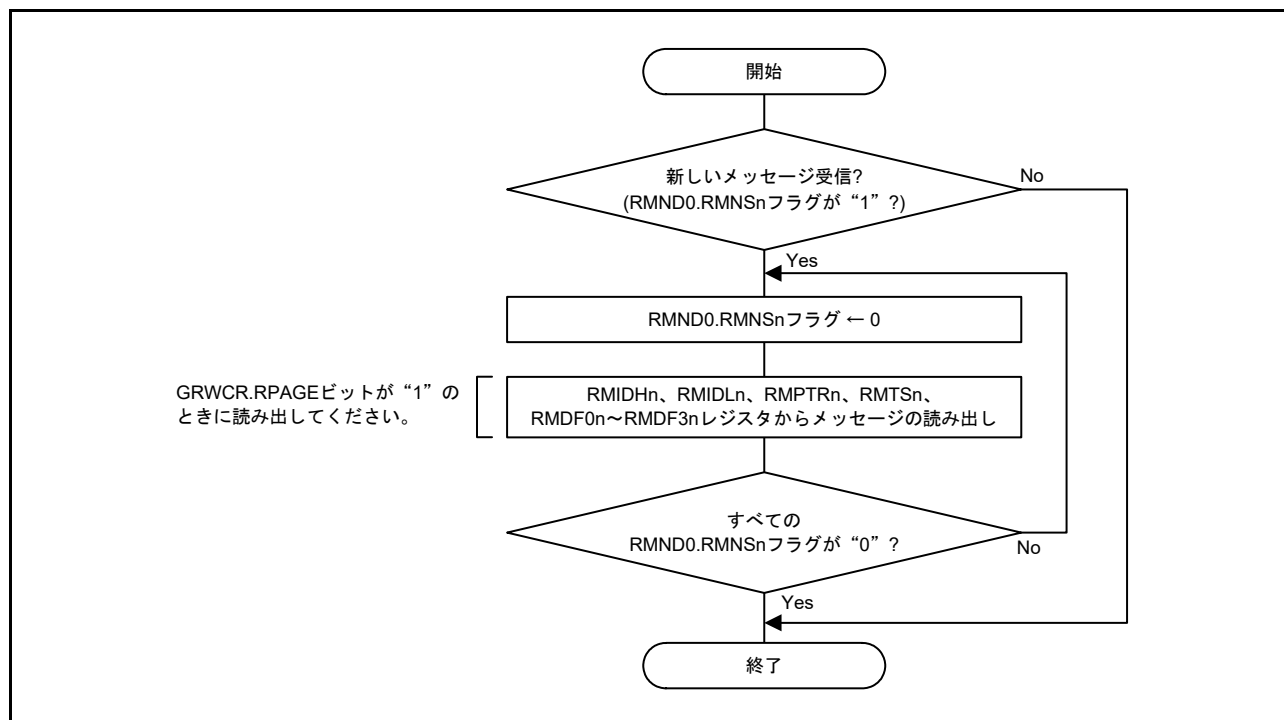 開始
新しいメッセージ受信?
(RMND0.RMNSnフラグが“1”?)
No
Yes
RMND0.RMNSnフラグ ← 0
GRWCR.RPAGEビットが“1”の
ときに読み出してください。
RMIDHn、RMIDLn、RMPTRn、RMTSn、
RMDF0n～RMDF3nレジスタからメッセージの読み出し
すべての
RMND0.RMNSnフラグが“0”?
No
Yes
終了